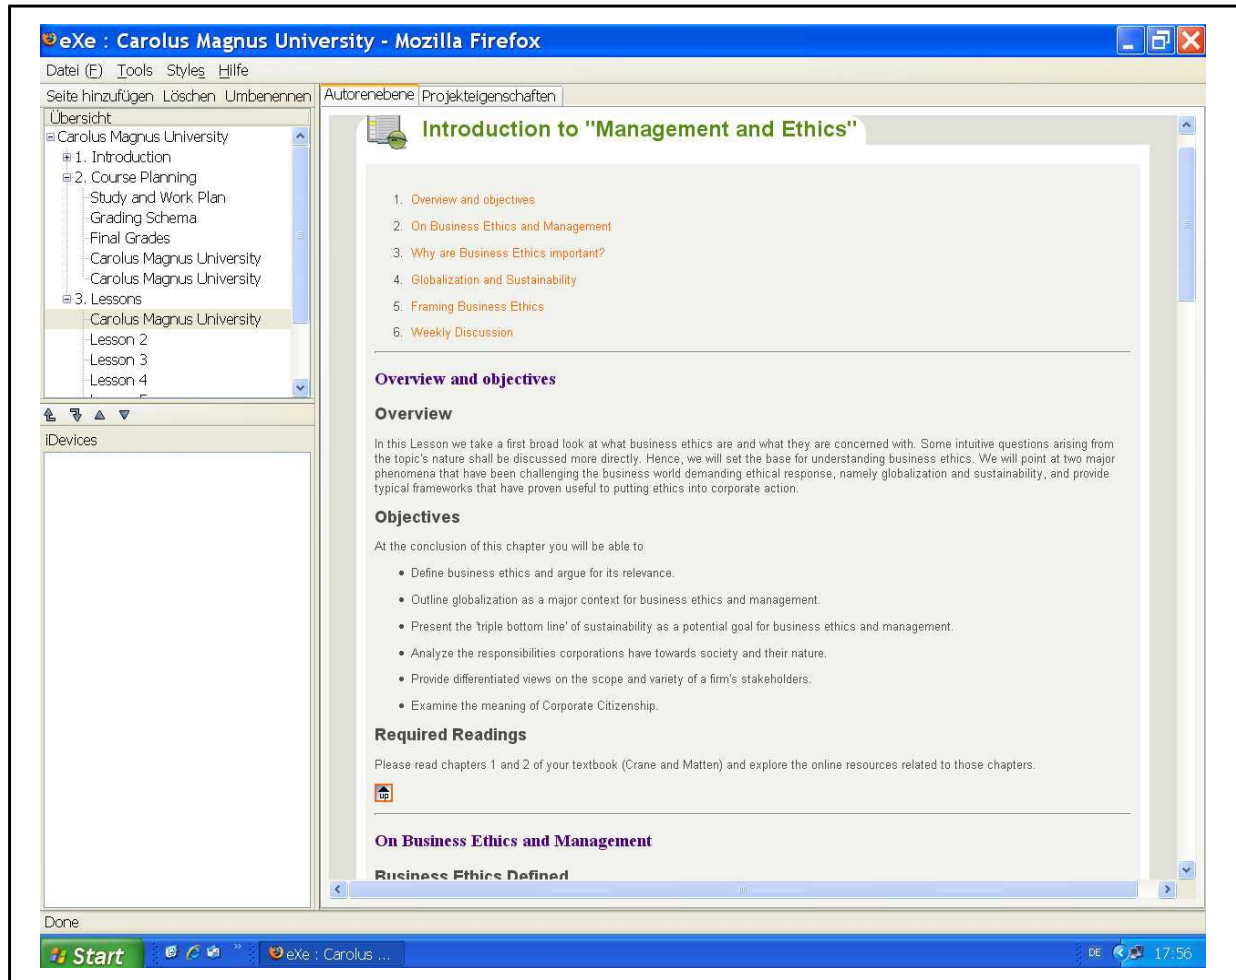 eXe : Carolus Magnus University - Mozilla Firefox
Datei (F) Tools Styles Hilfe
Seite hinzufügen Löschen Umbenennen
Autorenebene Projekteigenschaften
Übersicht
Carolus Magnus University
1. Introduction
2. Course Planning
Study and Work Plan
Grading Schema
Final Grades
Carolus Magnus University
Carolus Magnus University
3. Lessons
Carolus Magnus University
Lesson 2
Lesson 3
Lesson 4
iDevices
Introduction to "Management and Ethics"
1. Overview and objectives
2. On Business Ethics and Management
3. Why are Business Ethics important?
4. Globalization and Sustainability
5. Framing Business Ethics
6. Weekly Discussion
Overview and objectives
Overview
In this Lesson we take a first broad look at what business ethics are and what they are concerned with. Some intuitive questions arising from
the topic's nature shall be discussed more directly. Hence, we will set the base for understanding business ethics. We will point at two major
phenomena that have been challenging the business world demanding ethical response, namely globalization and sustainability, and provide
typical frameworks that have proven useful to putting ethics into corporate action.
Objectives
At the conclusion of this chapter you will be able to
• Define business ethics and argue for its relevance.
• Outline globalization as a major context for business ethics and management.
• Present the 'triple bottom line' of sustainability as a potential goal for business ethics and management.
• Analyze the responsibilities corporations have towards society and their nature.
• Provide differentiated views on the scope and variety of a firm's stakeholders.
• Examine the meaning of Corporate Citizenship.
Required Readings
Please read chapters 1 and 2 of your textbook (Crane and Matten) and explore the online resources related to those chapters.
up
On Business Ethics and Management
Business Ethics Defined
Done
Start
eXe : Carolus ...
DE
17:56